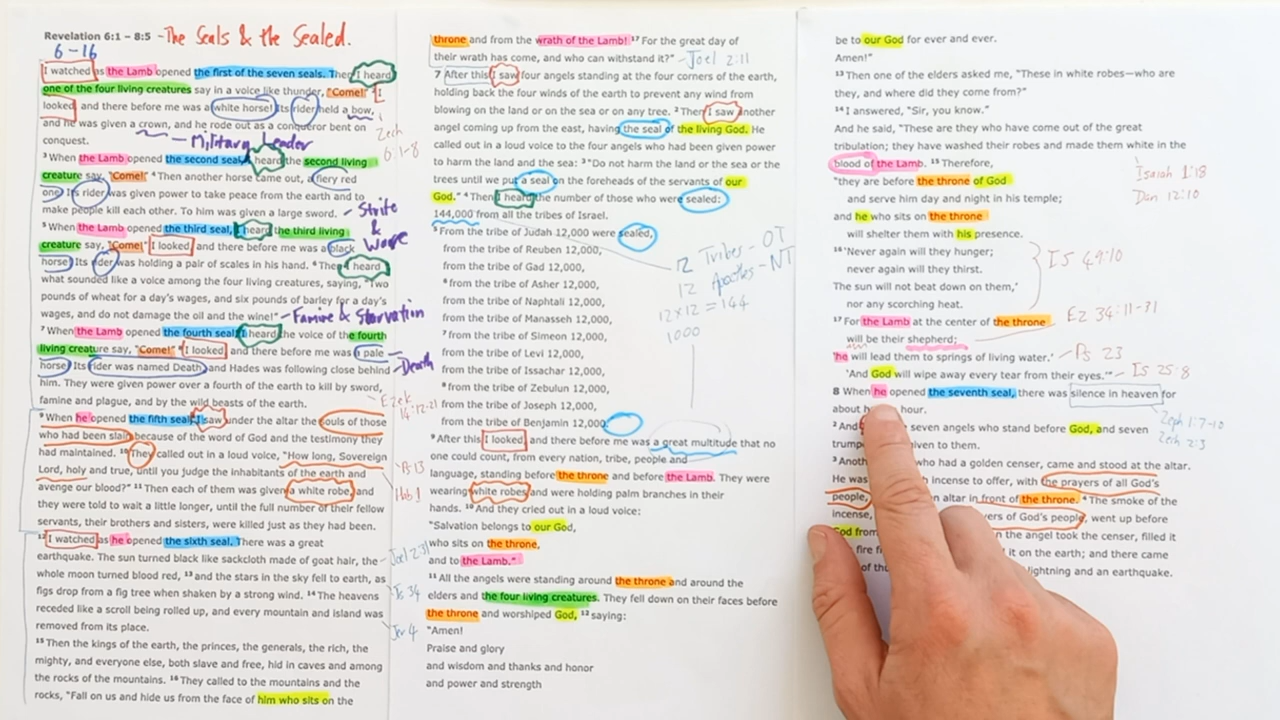 Revelation 6:1 – 8:5 - The Seals & the Sealed.
6 - 16
I watched as the Lamb opened the first of the seven seals. Then I heard
one of the four living creatures say in a voice like thunder, "Come!" ² I
looked, and there before me was a white horse! Its rider held a bow,
and he was given a crown, and he rode out as a conqueror bent on
conquest.
Military Leader
Zech
6:1-8
³ When the Lamb opened the second seal, I heard the second living
creature say, "Come!" ⁴ Then another horse came out, a fiery red
one. Its rider was given power to take peace from the earth and to
make people kill each other. To him was given a large sword. - Strife
& Wore
⁵ When the Lamb opened the third seal, I heard the third living
creature say, "Come!" I looked, and there before me was a black
horse! Its rider was holding a pair of scales in his hand. ⁶ Then I heard
what sounded like a voice among the four living creatures, saying, "Two
pounds of wheat for a day's wages, and six pounds of barley for a day's
wages, and do not damage the oil and the wine!" - Famine & Starvation
⁷ When the Lamb opened the fourth seal, I heard the voice of the fourth
living creature say, "Come!" ⁸ I looked, and there before me was a pale
horse! Its rider was named Death, and Hades was following close behind
him. They were given power over a fourth of the earth to kill by sword,
famine and plague, and by the wild beasts of the earth.
- Death
Ezek
14:12-21
⁹ When he opened the fifth seal, I saw under the altar the souls of those
who had been slain because of the word of God and the testimony they
had maintained. ¹⁰ They called out in a loud voice, "How long, Sovereign
Lord, holy and true, until you judge the inhabitants of the earth and
avenge our blood?" ¹¹ Then each of them was given a white robe, and
they were told to wait a little longer, until the full number of their fellow
servants, their brothers and sisters, were killed just as they had been.
Ps 13
Hab 1
¹² I watched as he opened the sixth seal. There was a great
earthquake. The sun turned black like sackcloth made of goat hair, the
whole moon turned blood red, ¹³ and the stars in the sky fell to earth, as
figs drop from a fig tree when shaken by a strong wind. ¹⁴ The heavens
receded like a scroll being rolled up, and every mountain and island was
removed from its place.
Joel 2:31
Is 34
Jer 4
¹⁵ Then the kings of the earth, the princes, the generals, the rich, the
mighty, and everyone else, both slave and free, hid in caves and among
the rocks of the mountains. ¹⁶ They called to the mountains and the
rocks, "Fall on us and hide us from the face of him who sits on the
throne and from the wrath of the Lamb! ¹⁷ For the great day of
their wrath has come, and who can withstand it?" - Joel 2:11
7 After this I saw four angels standing at the four corners of the earth,
holding back the four winds of the earth to prevent any wind from
blowing on the land or on the sea or on any tree. ² Then I saw another
angel coming up from the east, having the seal of the living God. He
called out in a loud voice to the four angels who had been given power
to harm the land and the sea: ³ "Do not harm the land or the sea or the
trees until we put a seal on the foreheads of the servants of our
God." ⁴ Then I heard the number of those who were sealed:
144,000 from all the tribes of Israel.
⁵ From the tribe of Judah 12,000 were sealed,
from the tribe of Reuben 12,000,
from the tribe of Gad 12,000,
⁶ from the tribe of Asher 12,000,
from the tribe of Naphtali 12,000,
from the tribe of Manasseh 12,000,
⁷ from the tribe of Simeon 12,000,
from the tribe of Levi 12,000,
from the tribe of Issachar 12,000,
⁸ from the tribe of Zebulun 12,000,
from the tribe of Joseph 12,000,
from the tribe of Benjamin 12,000.
12 Tribes - OT
12 Apostles - NT
12 x 12 = 144
1000
⁹ After this I looked, and there before me was a great multitude that no
one could count, from every nation, tribe, people and
language, standing before the throne and before the Lamb. They were
wearing white robes and were holding palm branches in their
hands. ¹⁰ And they cried out in a loud voice:
"Salvation belongs to our God,
who sits on the throne,
and to the Lamb."
¹¹ All the angels were standing around the throne and around the
elders and the four living creatures. They fell down on their faces before
the throne and worshiped God, ¹² saying:
"Amen!
Praise and glory
and wisdom and thanks and honor
and power and strength
be to our God for ever and ever.
Amen!"
¹³ Then one of the elders asked me, "These in white robes—who are
they, and where did they come from?"
¹⁴ I answered, "Sir, you know."
And he said, "These are they who have come out of the great
tribulation; they have washed their robes and made them white in the
blood of the Lamb. ¹⁵ Therefore,
Isaiah 1:18
Dan 12:10
"they are before the throne of God
and serve him day and night in his temple;
and he who sits on the throne
will shelter them with his presence.
¹⁶ 'Never again will they hunger;
never again will they thirst.
The sun will not beat down on them,'
nor any scorching heat.
Is 49:10
¹⁷ For the Lamb at the center of the throne
will be their shepherd;
Ez 34:11-31
'he will lead them to springs of living water.' - Ps 23
'And God will wipe away every tear from their eyes.'" - Is 25:8
8 When he opened the seventh seal, there was silence in heaven for
about hour.
Zeph 1:7-10
Zech 2:13
² And seven angels who stand before God, and seven
trump given to them.
³ Anoth who had a golden censer, came and stood at the altar.
He was incense to offer, with the prayers of all God's
people, n altar in front of the throne. ⁴ The smoke of the
incense, yers of God's people, went up before
God from n the angel took the censer, filled it
fire f it on the earth; and there came
of thu lightning and an earthquake.